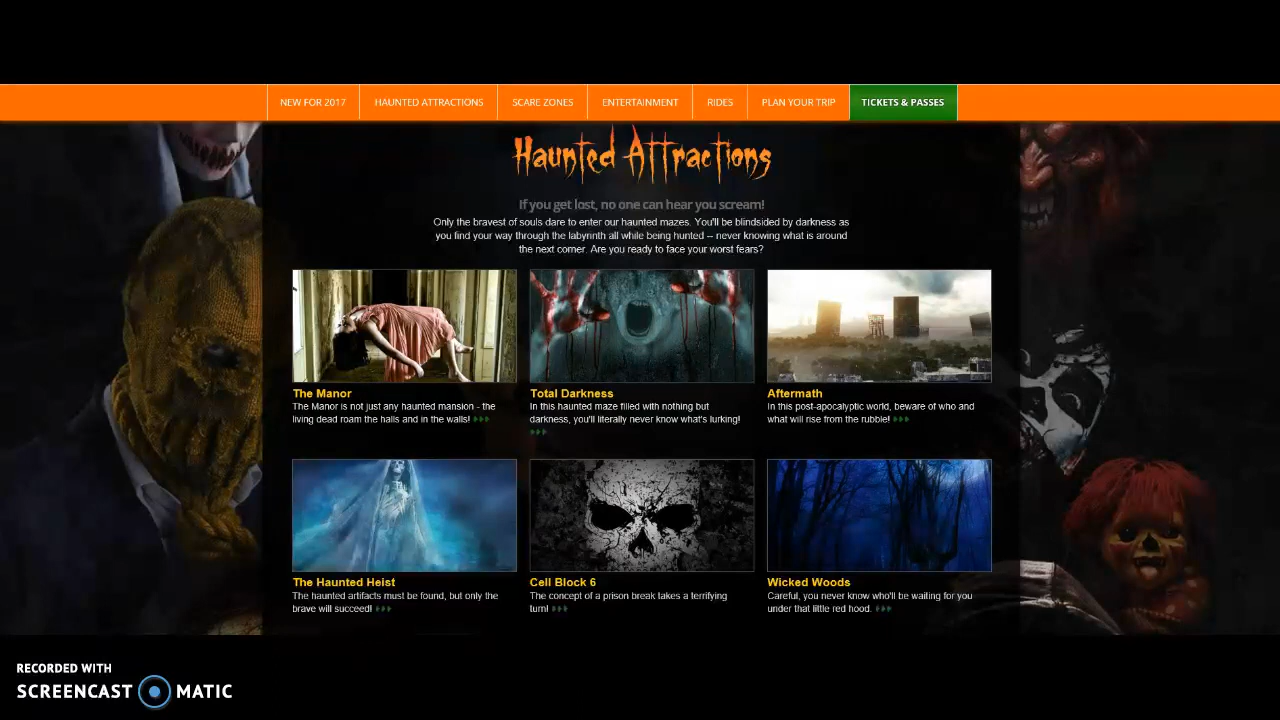 NEW FOR 2017 HAUNTED ATTRACTIONS SCARE ZONES ENTERTAINMENT RIDES PLAN YOUR TRIP TICKETS & PASSES
Haunted Attractions
If you get lost, no one can hear you scream!
Only the bravest of souls dare to enter our haunted mazes. You'll be blindsided by darkness as
you find your way through the labyrinth all while being hunted – never knowing what is around
the next corner. Are you ready to face your worst fears?
The Manor
The Manor is not just any haunted mansion - the
living dead roam the halls and in the walls!
Total Darkness
In this haunted maze filled with nothing but
darkness, you'll literally never know what's lurking!
Aftermath
In this post-apocalyptic world, beware of who and
what will rise from the rubble!
The Haunted Heist
The haunted artifacts must be found, but only the
brave will succeed!
Cell Block 6
The concept of a prison break takes a terrifying
turn!
Wicked Woods
Careful, you never know who'll be waiting for you
under that little red hood.
RECORDED WITH
SCREENCAST MATIC